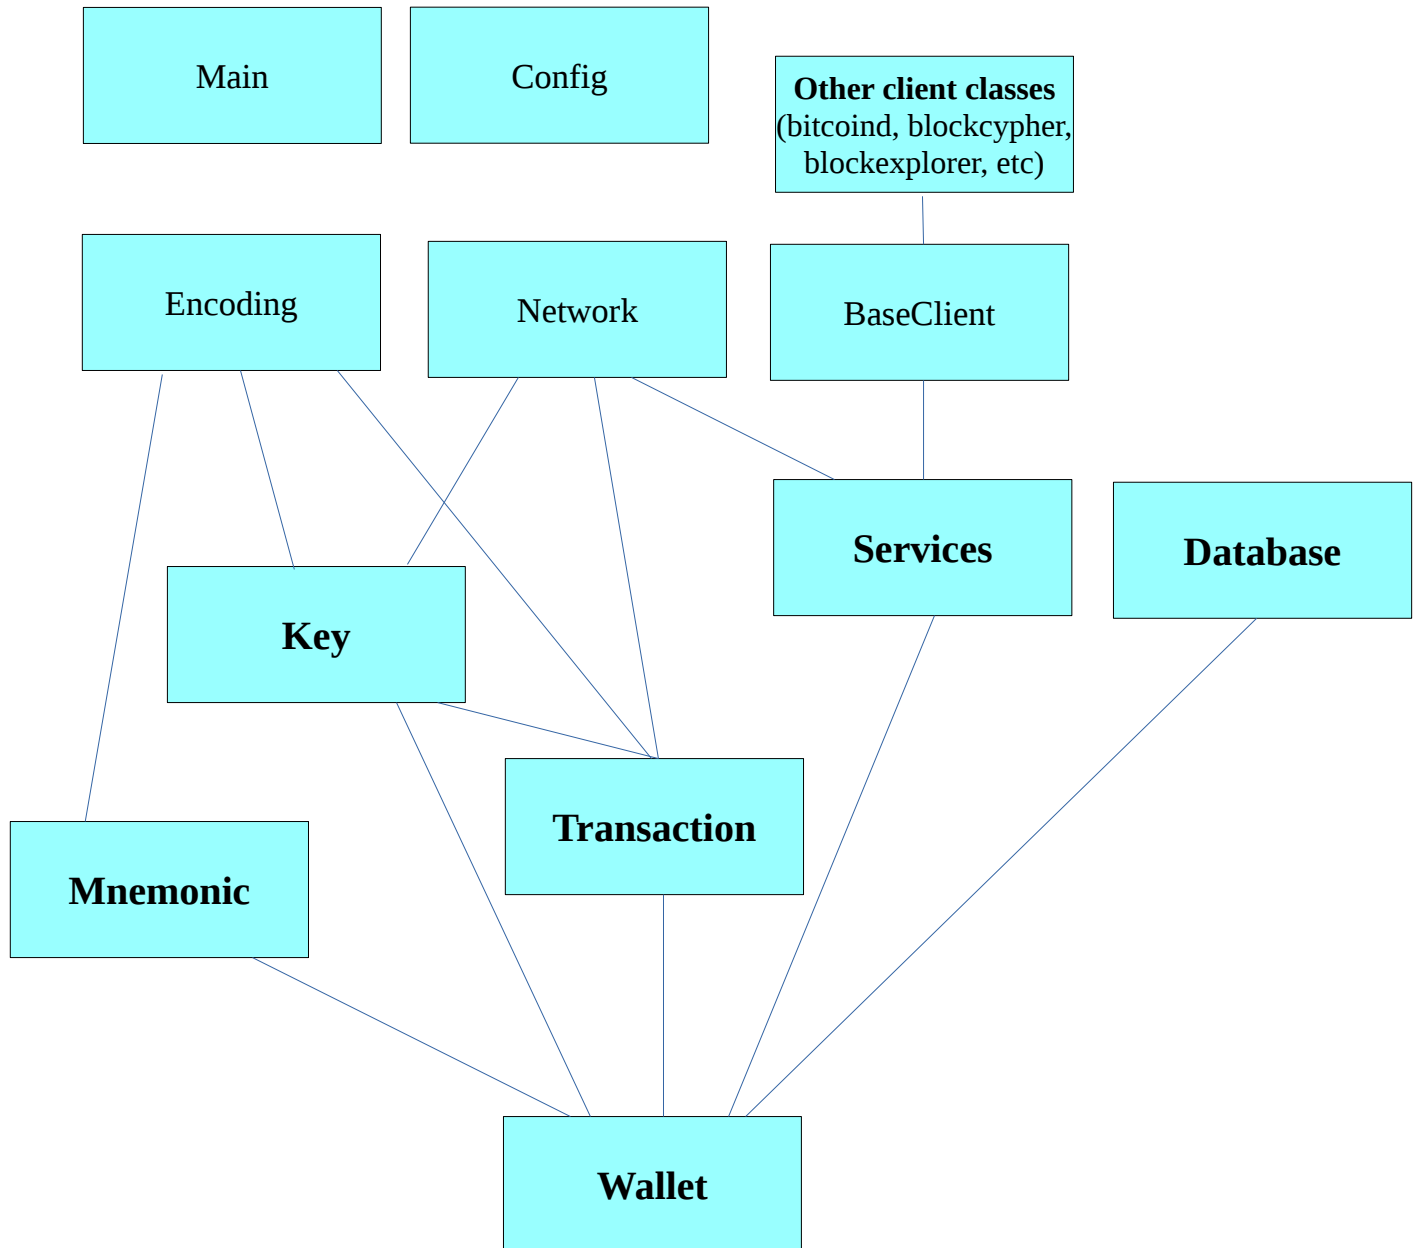 Main
Config
Other client classes
(bitcoind, blockcypher,
blockexplorer, etc)
Encoding
Network
BaseClient
Services
Database
Key
Transaction
Mnemonic
Wallet